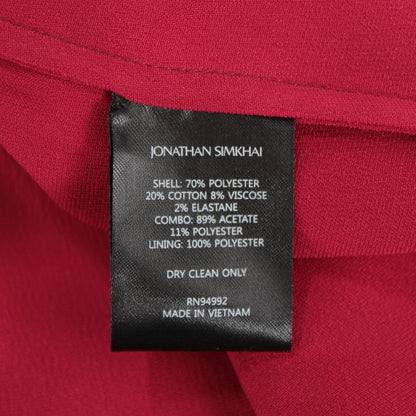 JONATHAN SIMKHAI
SHELL: 70% POLYESTER
20% COTTON 8% VISCOSE
2% ELASTANE
COMBO: 89% ACETATE
11% POLYESTER
LINING: 100% POLYESTER
DRY CLEAN ONLY
RN94992
MADE IN VIETNAM